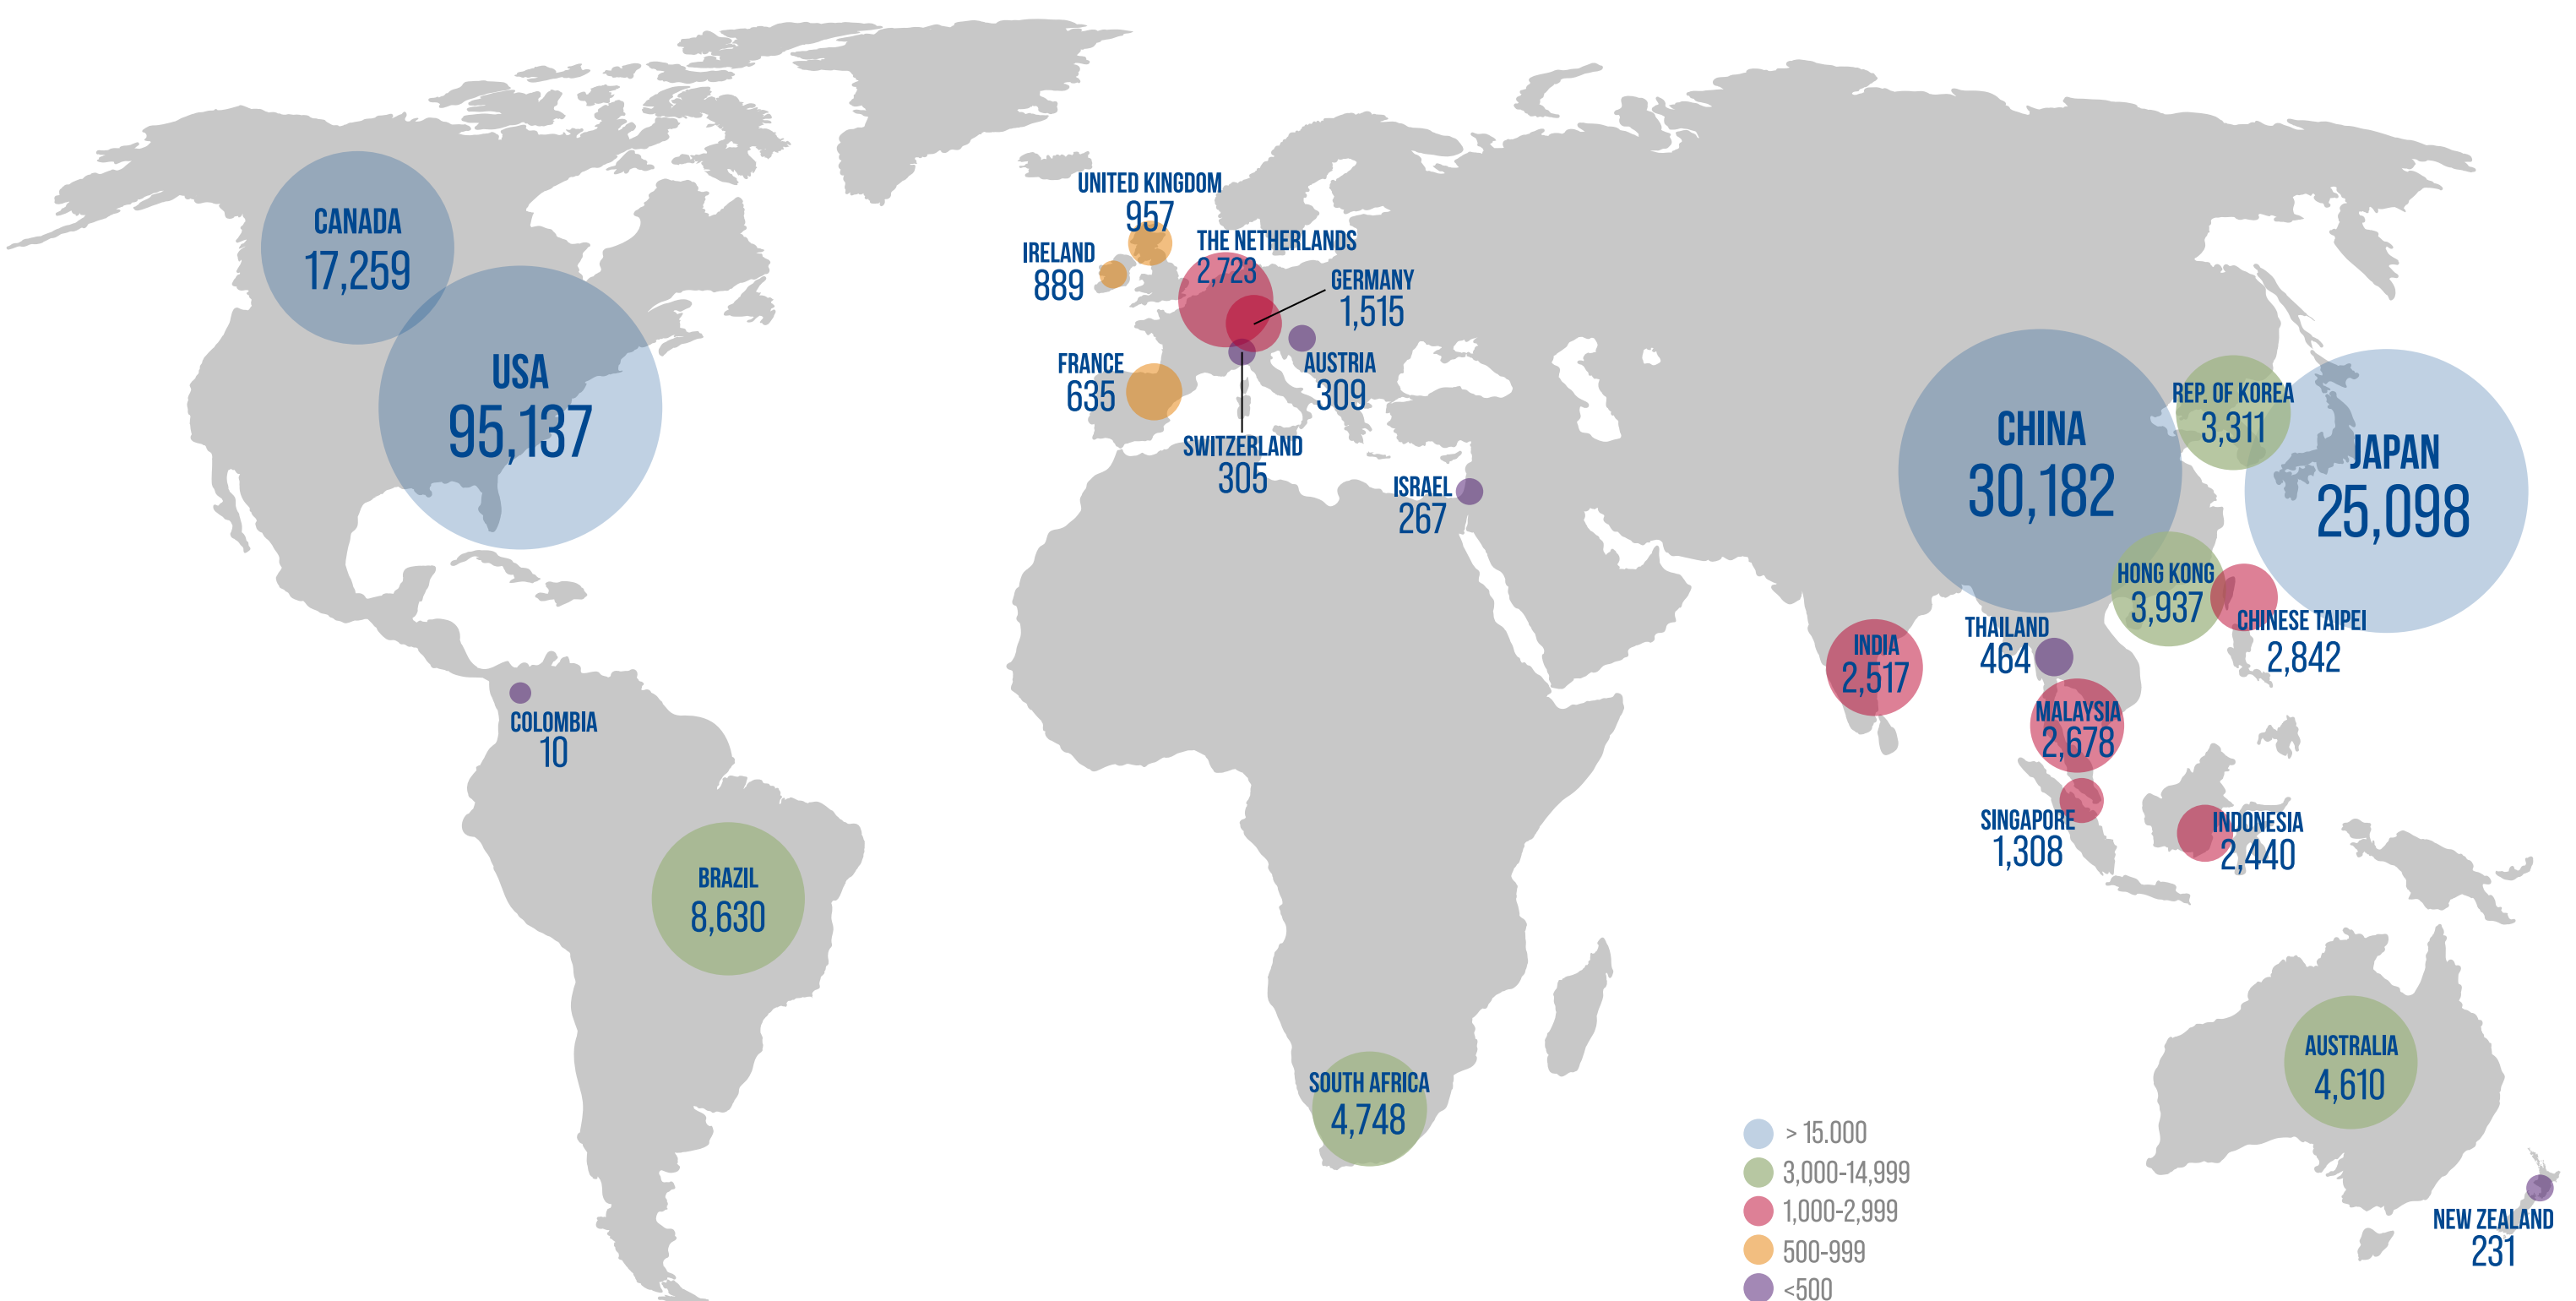 CANADA
17,259
USA
95,137
COLOMBIA
10
BRAZIL
8,630
UNITED KINGDOM
957
IRELAND
889
THE NETHERLANDS
2,723
GERMANY
1,515
FRANCE
635
AUSTRIA
309
SWITZERLAND
305
ISRAEL
267
SOUTH AFRICA
4,748
CHINA
30,182
REP. OF KOREA
3,311
JAPAN
25,098
HONG KONG
3,937
CHINESE TAIPEI
2,842
THAILAND
464
INDIA
2,517
MALAYSIA
2,678
SINGAPORE
1,308
INDONESIA
2,440
AUSTRALIA
4,610
NEW ZEALAND
231
> 15.000
3,000-14,999
1,000-2,999
500-999
<500